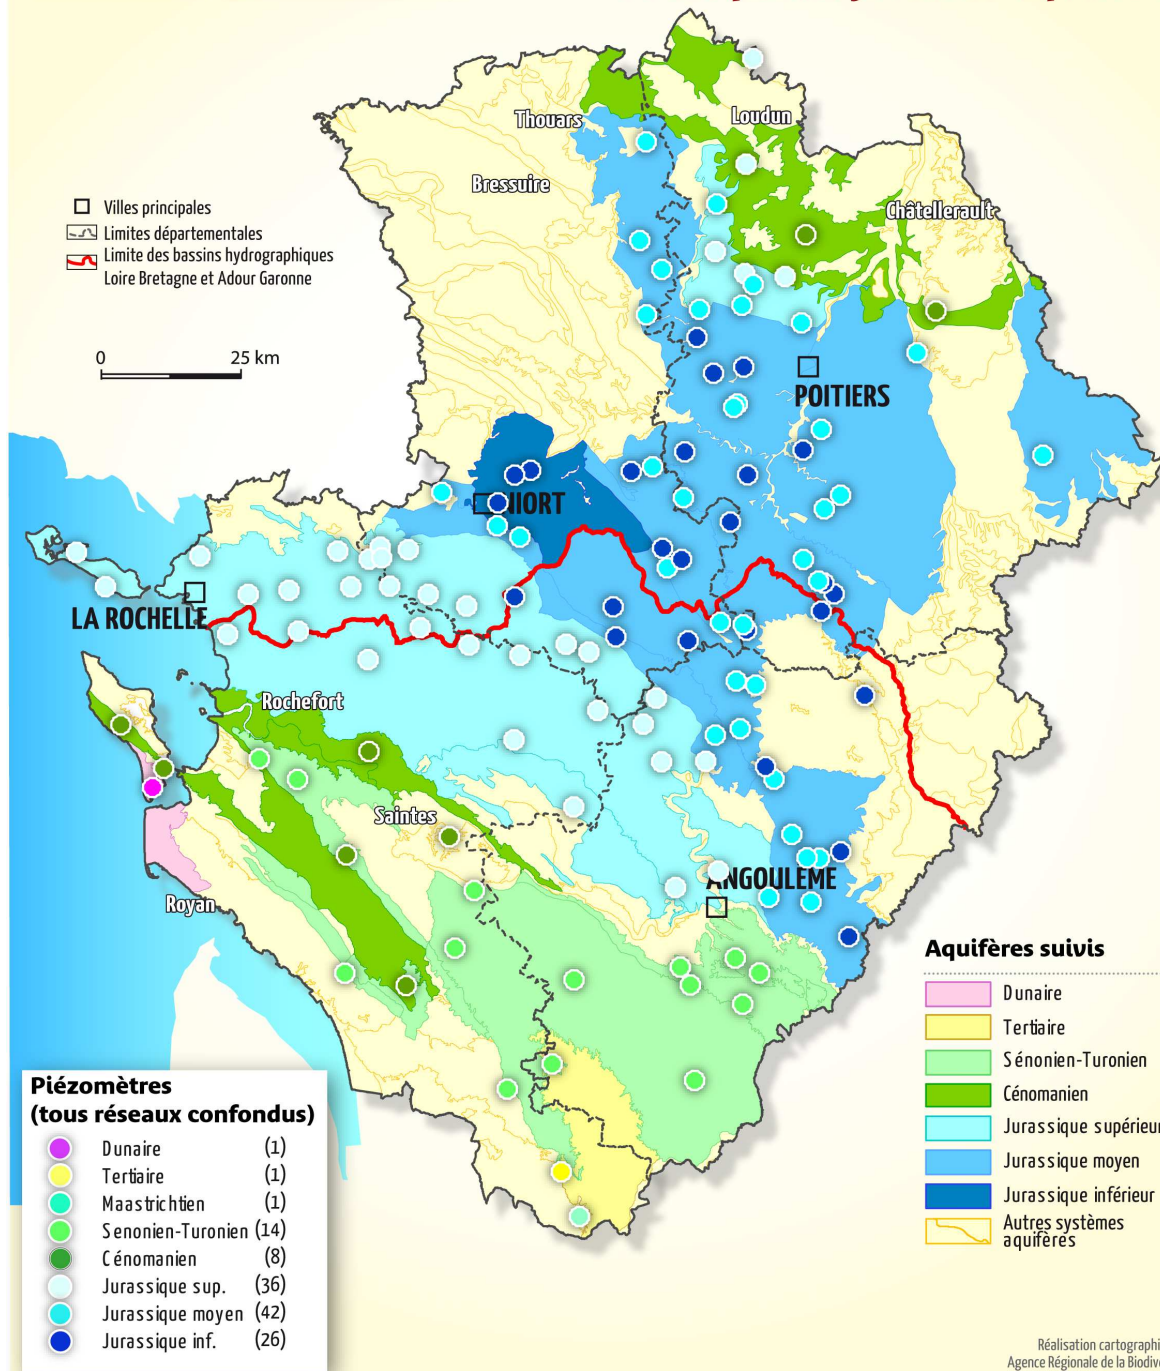 Thouars
Loudun
Bressuire
Châtellerault
Villes principales
Limites départementales
Limite des bassins hydrographiques
Loire Bretagne et Adour Garonne
0 25 km
POITIERS
NIORT
LA ROCHELLE
Rochefort
Saintes
ANGOULÈME
Royan
Aquifères suivis
Dunaire
Tertiaire
Sénonien-Turonien
Cénomanien
Jurassique supérieur
Jurassique moyen
Jurassique inférieur
Autres systèmes
aquifères
Piézomètres
(tous réseaux confondus)
Dunaire (1)
Tertiaire (1)
Maastrichtien (1)
Senonien-Turonien (14)
Cénomanien (8)
Jurassique sup. (36)
Jurassique moyen (42)
Jurassique inf. (26)
Réalisation cartographi
Agence Régionale de la Biodiv